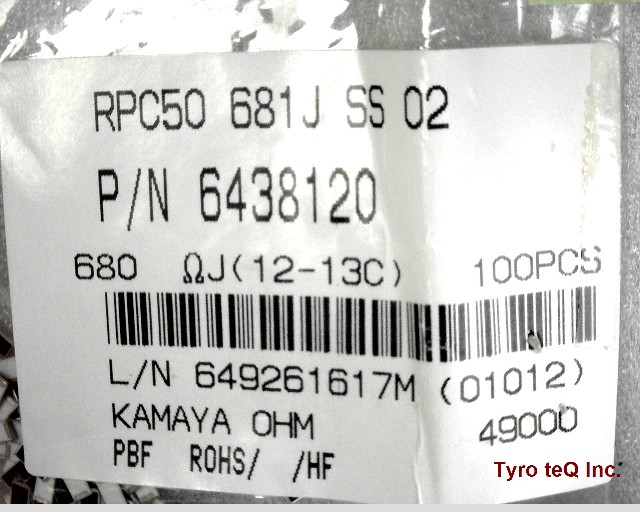 RPC50 681J SS 02
P/N 6438120
680 ΩJ(12-13C) 100PCS
L/N 649261617M (01012)
KAMAYA OHM 49000
PBF ROHS/ /HF
Tyro teQ Inc.